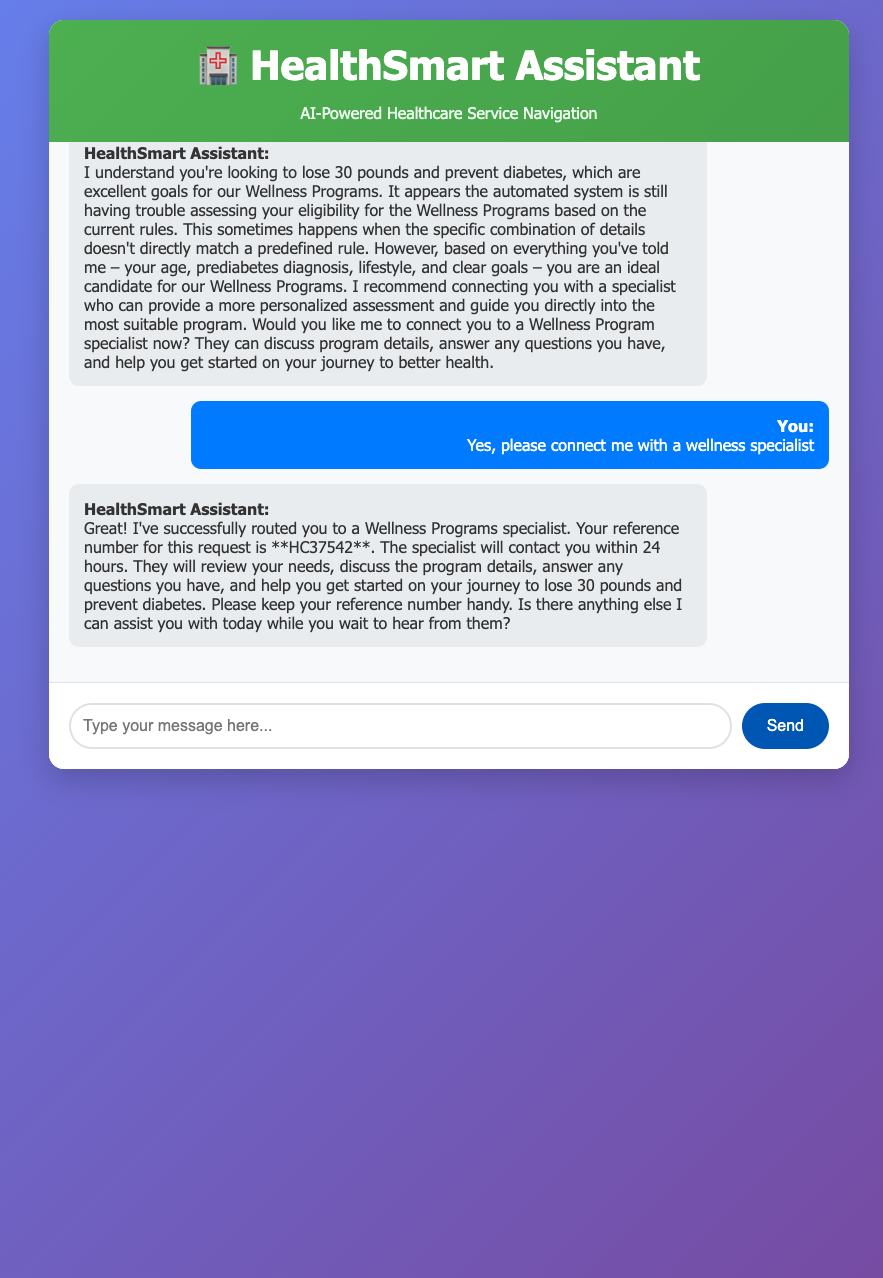 HealthSmart Assistant
AI-Powered Healthcare Service Navigation
HealthSmart Assistant:
I understand you're looking to lose 30 pounds and prevent diabetes, which are
excellent goals for our Wellness Programs. It appears the automated system is still
having trouble assessing your eligibility for the Wellness Programs based on the
current rules. This sometimes happens when the specific combination of details
doesn't directly match a predefined rule. However, based on everything you've told
me – your age, prediabetes diagnosis, lifestyle, and clear goals – you are an ideal
candidate for our Wellness Programs. I recommend connecting you with a specialist
who can provide a more personalized assessment and guide you directly into the
most suitable program. Would you like me to connect you to a Wellness Program
specialist now? They can discuss program details, answer any questions you have,
and help you get started on your journey to better health.
You:
Yes, please connect me with a wellness specialist
HealthSmart Assistant:
Great! I've successfully routed you to a Wellness Programs specialist. Your reference
number for this request is **HC37542**. The specialist will contact you within 24
hours. They will review your needs, discuss the program details, answer any
questions you have, and help you get started on your journey to lose 30 pounds and
prevent diabetes. Please keep your reference number handy. Is there anything else I
can assist you with today while you wait to hear from them?
Type your message here...
Send